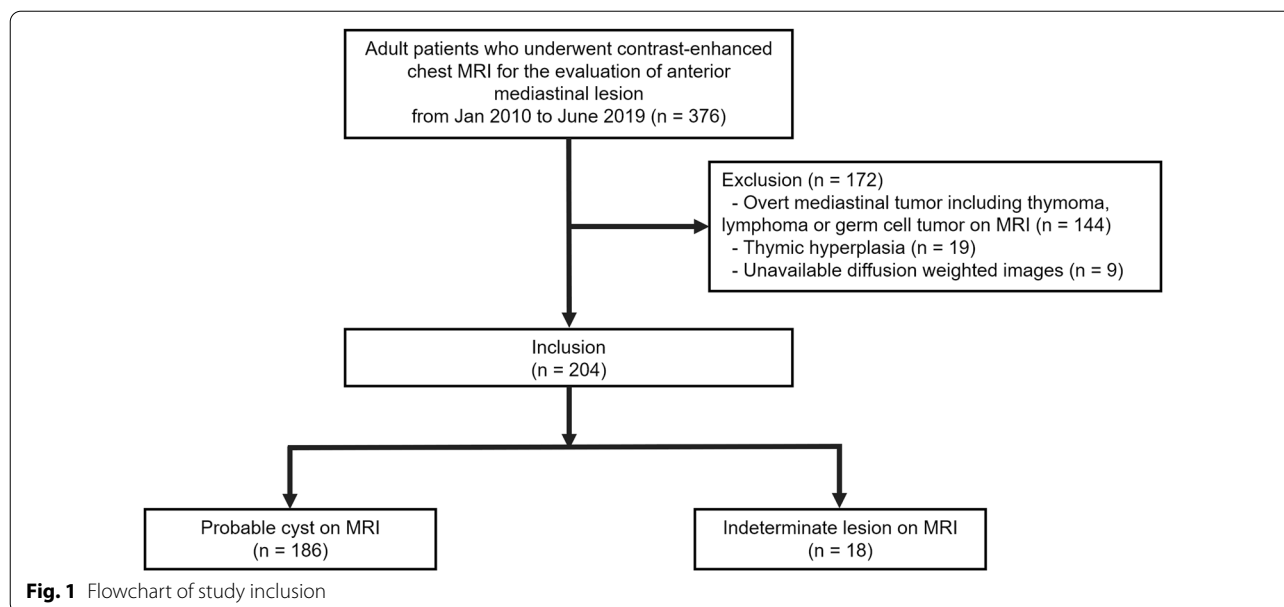 Adult patients who underwent contrast-enhanced
chest MRI for the evaluation of anterior
mediastinal lesion
from Jan 2010 to June 2019 (n = 376)
Exclusion (n = 172)
- Overt mediastinal tumor including thymoma,
lymphoma or germ cell tumor on MRI (n = 144)
- Thymic hyperplasia (n = 19)
- Unavailable diffusion weighted images (n = 9)
Inclusion
(n = 204)
Probable cyst on MRI
(n = 186)
Indeterminate lesion on MRI
(n = 18)
Fig. 1 Flowchart of study inclusion